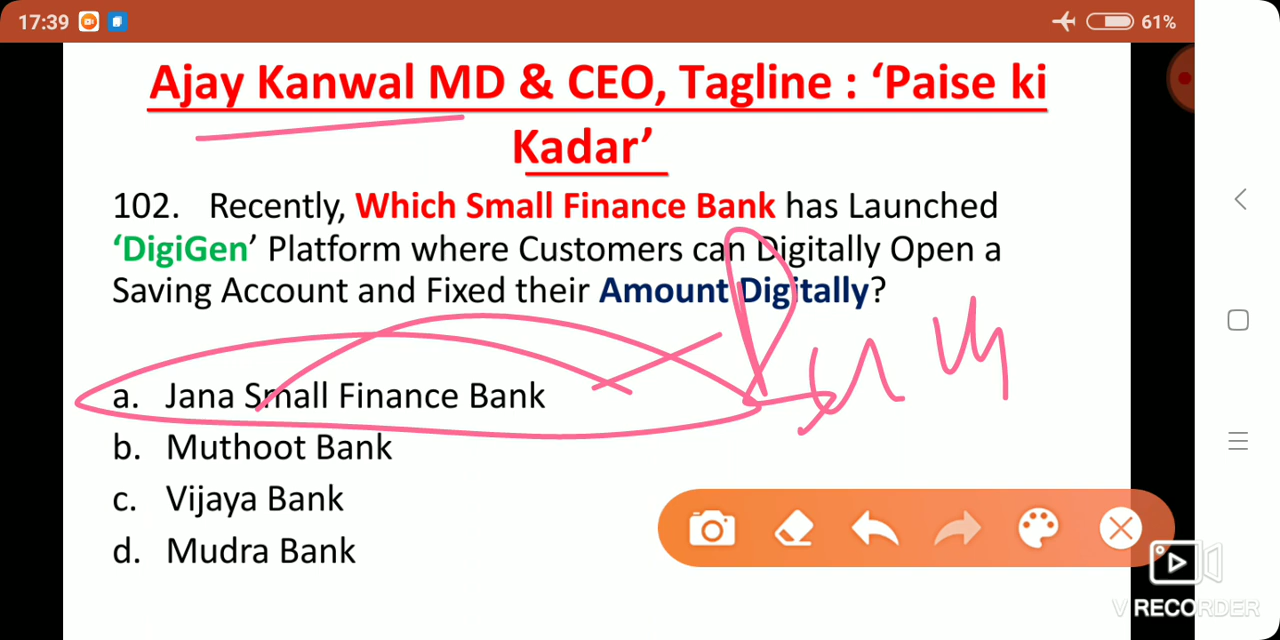 17:39
61%
Ajay Kanwal MD & CEO, Tagline : ‘Paise ki
Kadar’
102. Recently, Which Small Finance Bank has Launched
‘DigiGen’ Platform where Customers can Digitally Open a
Saving Account and Fixed their Amount Digitally?
a. Jana Small Finance Bank
b. Muthoot Bank
c. Vijaya Bank
d. Mudra Bank
V RECORDER